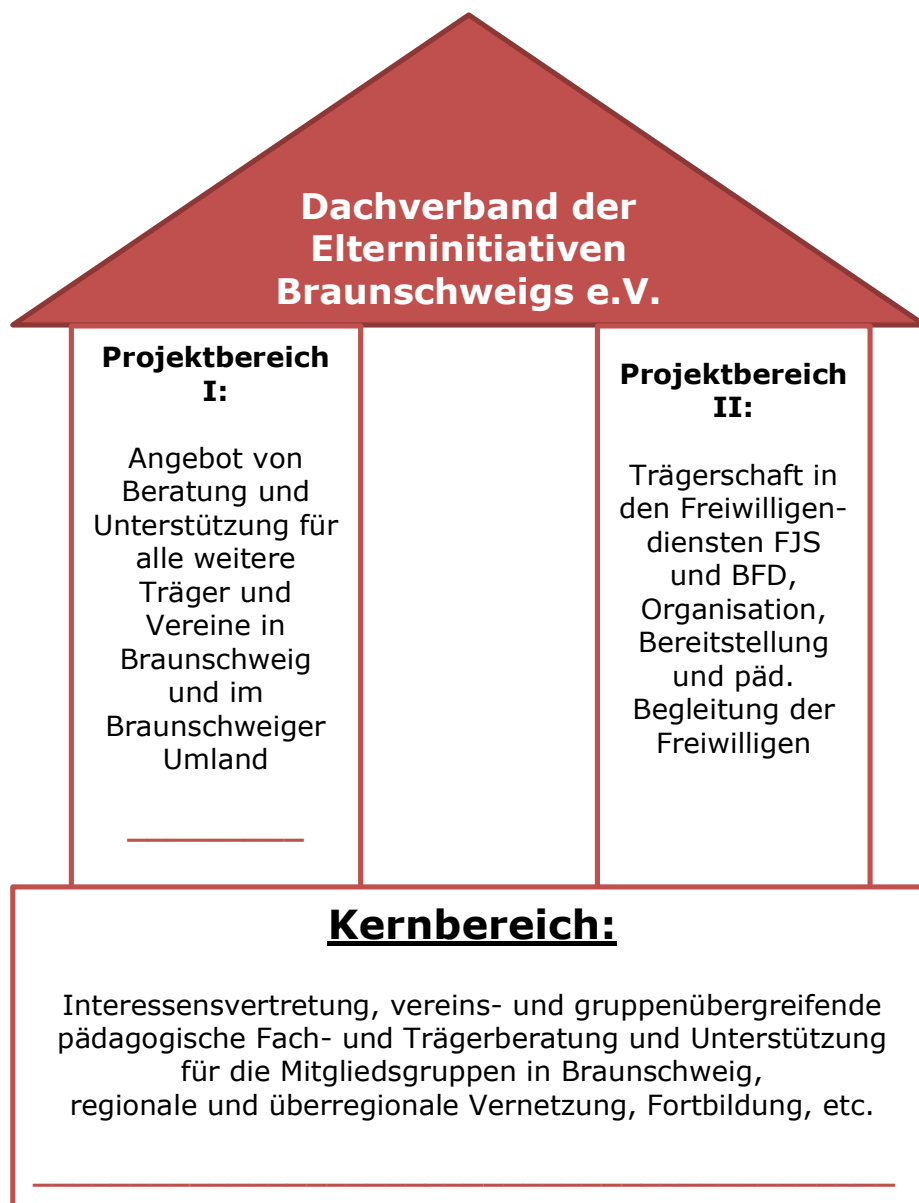 Dachverband der
Elterninitiativen
Braunschweigs e.V.
Projektbereich
I:
Angebot von
Beratung und
Unterstützung für
alle weitere
Träger und
Vereine in
Braunschweig
und im
Braunschweiger
Umland
Projektbereich
II:
Trägerschaft in
den Freiwilligen-
diensten FJS
und BFD,
Organisation,
Bereitstellung
und päd.
Begleitung der
Freiwilligen
Kernbereich:
Interessensvertretung, vereins- und gruppenübergreifende
pädagogische Fach- und Trägerberatung und Unterstützung
für die Mitgliedsgruppen in Braunschweig,
regionale und überregionale Vernetzung, Fortbildung, etc.